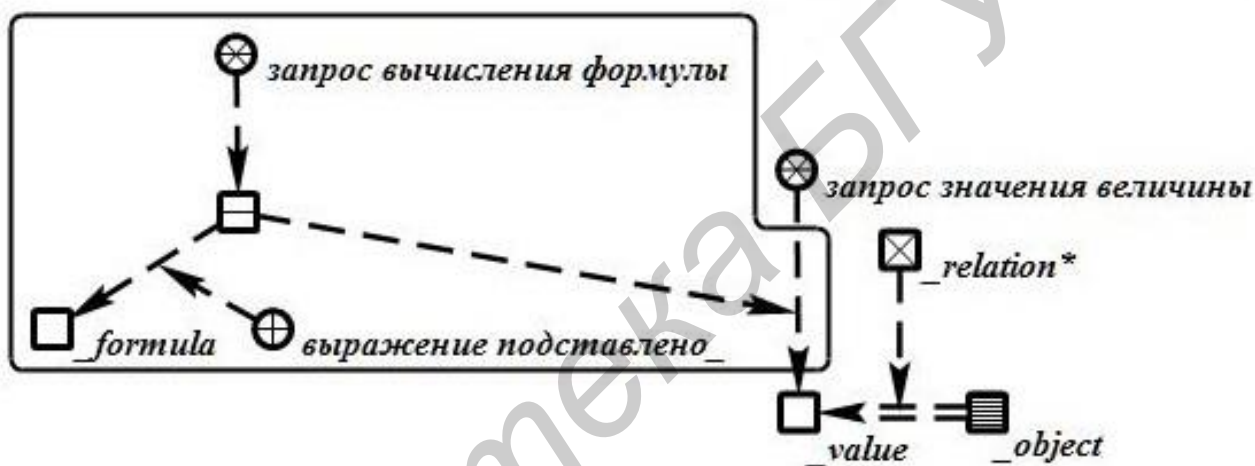 запрос вычисления формулы
запрос значения величины
_relation*
_formula
выражение подставлено_
_value
_object